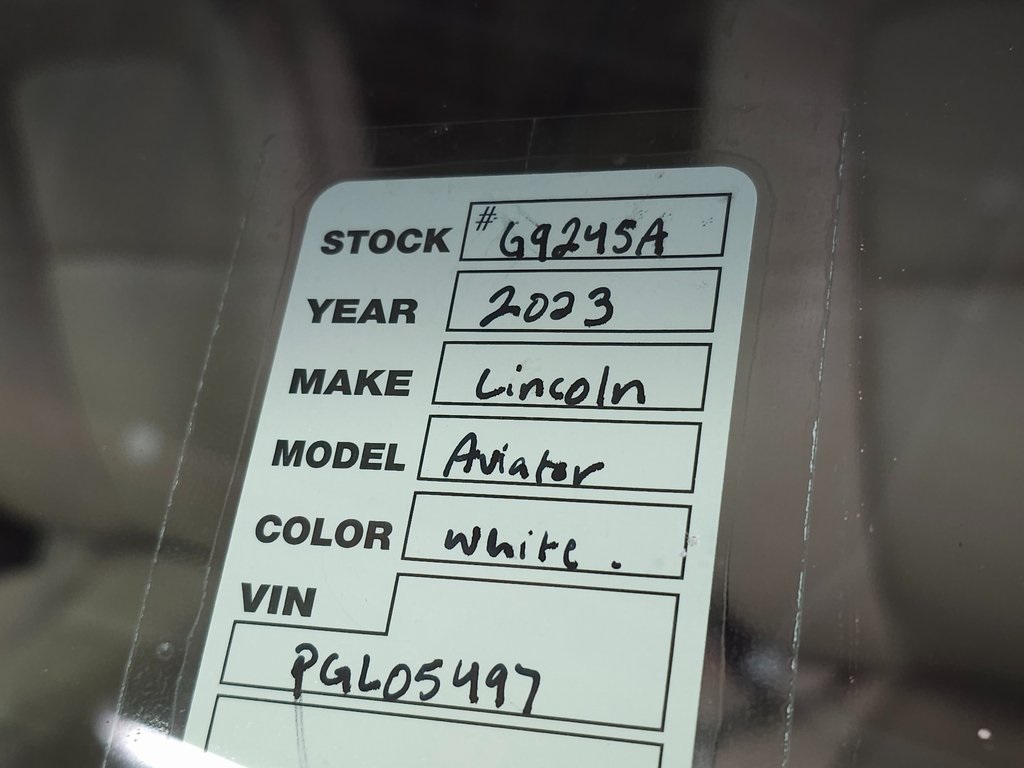 STOCK # G9245A
YEAR 2023
MAKE Lincoln
MODEL Aviator
COLOR white.
VIN
PGL05497